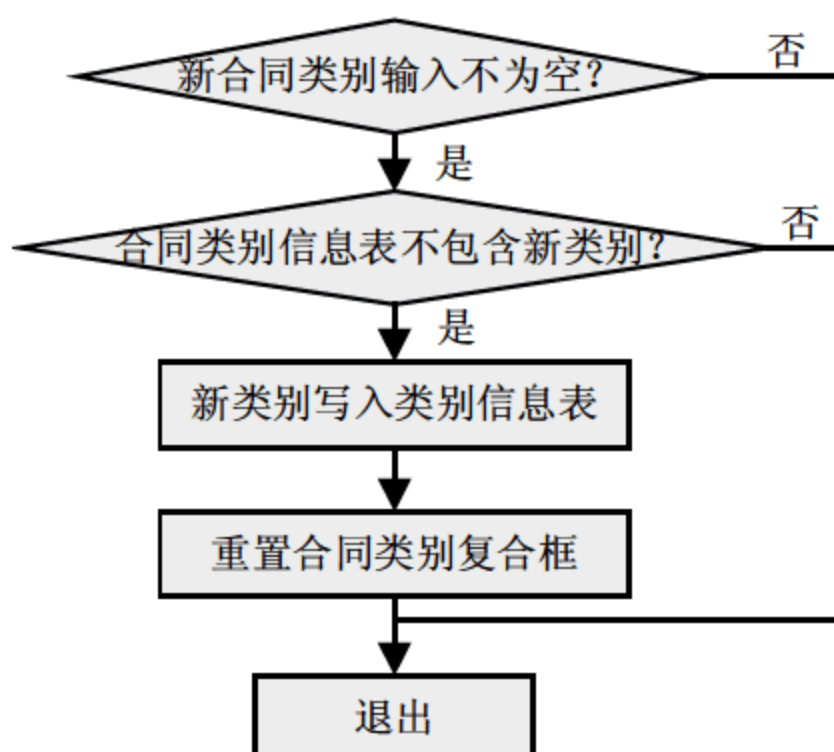 新合同类别输入不为空？
否
是
合同类别信息表不包含新类别？
否
是
新类别写入类别信息表
重置合同类别复合框
退出